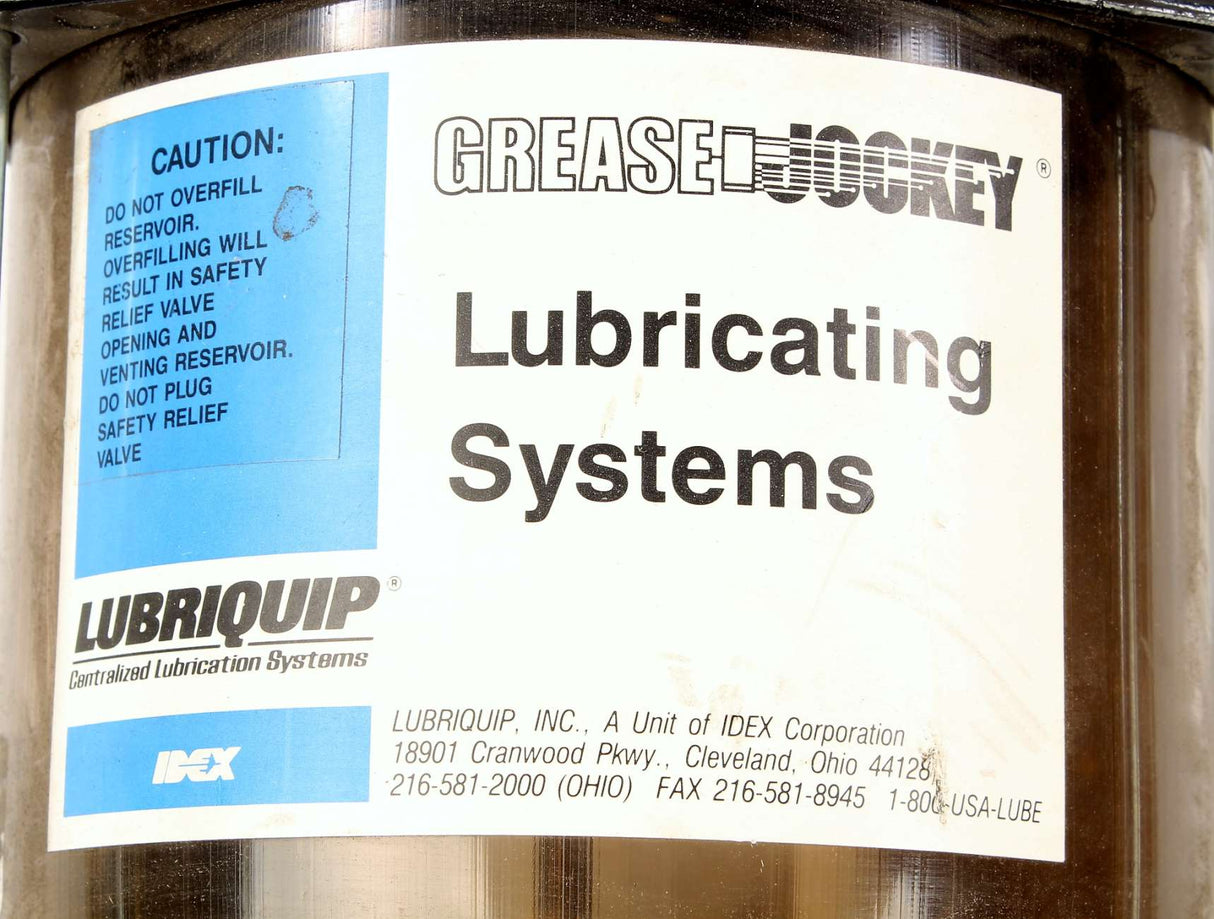 CAUTION:
DO NOT OVERFILL
RESERVOIR.
OVERFILLING WILL
RESULT IN SAFETY
RELIEF VALVE
OPENING AND
VENTING RESERVOIR.
DO NOT PLUG
SAFETY RELIEF
VALVE
GREASE JOCKEY ®
Lubricating
Systems
LUBRIQUIP ®
Centralized Lubrication Systems
IDEX
LUBRIQUIP, INC., A Unit of IDEX Corporation
18901 Cranwood Pkwy., Cleveland, Ohio 44128
216-581-2000 (OHIO) FAX 216-581-8945 1-800-USA-LUBE